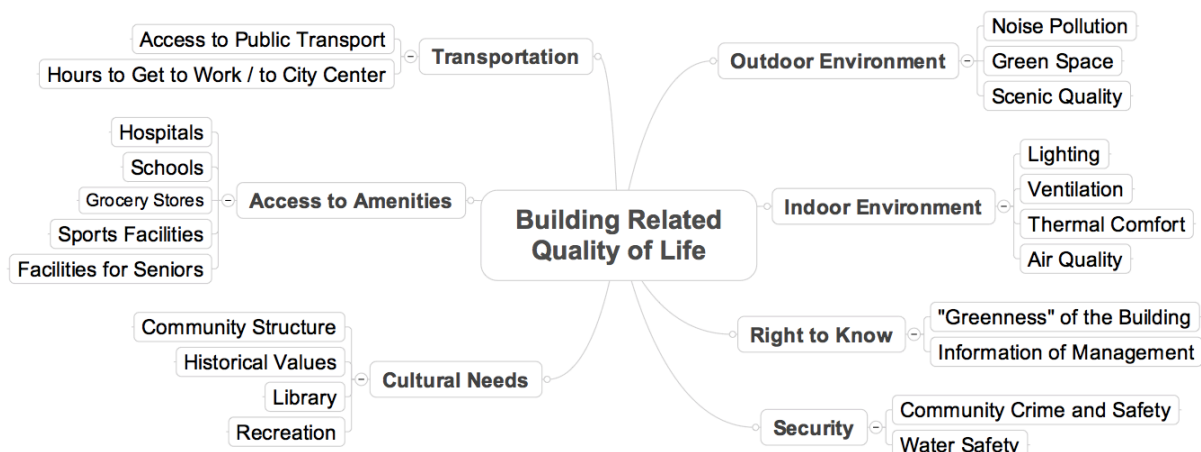 Building Related
Quality of Life
Transportation
Access to Public Transport
Hours to Get to Work / to City Center
Access to Amenities
Hospitals
Schools
Grocery Stores
Sports Facilities
Facilities for Seniors
Cultural Needs
Community Structure
Historical Values
Library
Recreation
Outdoor Environment
Noise Pollution
Green Space
Scenic Quality
Indoor Environment
Lighting
Ventilation
Thermal Comfort
Air Quality
Right to Know
"Greenness" of the Building
Information of Management
Security
Community Crime and Safety
Water Safety